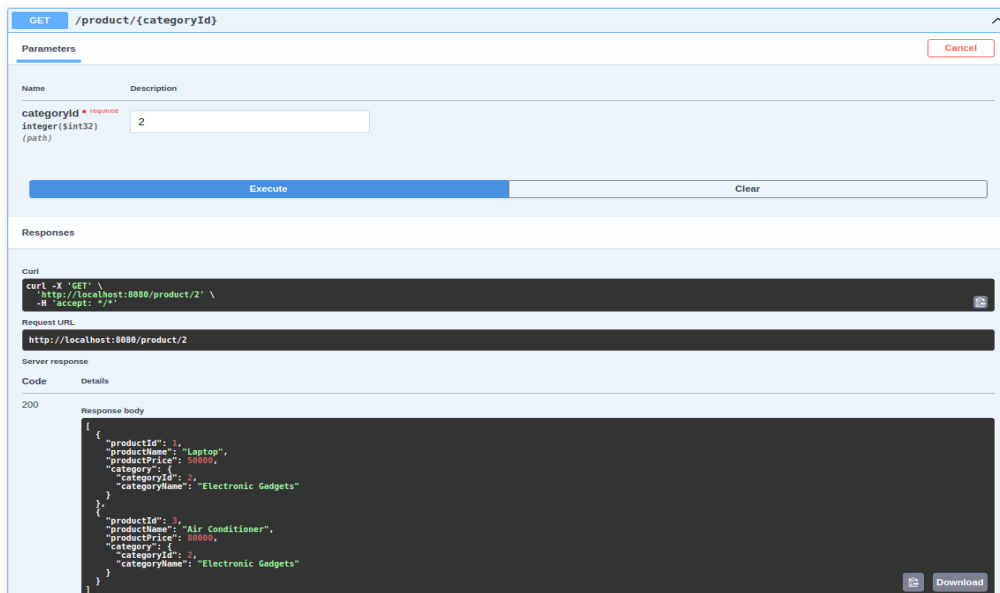 GET /product/{categoryId}
Parameters Cancel
Name Description
categoryId * required
integer($int32)
(path)
2
Execute Clear
Responses
Curl
curl -X 'GET' \
'http://localhost:8080/product/2' \
-H 'accept: */*'
Request URL
http://localhost:8080/product/2
Server response
Code Details
200
Response body
[
{
"productId": 1,
"productName": "Laptop",
"productPrice": 50000,
"category": {
"categoryId": 2,
"categoryName": "Electronic Gadgets"
}
},
{
"productId": 3,
"productName": "Air Conditioner",
"productPrice": 80000,
"category": {
"categoryId": 2,
"categoryName": "Electronic Gadgets"
}
}
]
Download